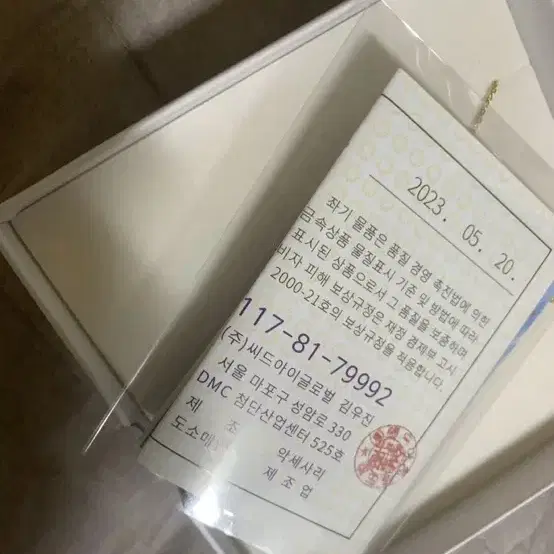 2023. 05. 20.
좌기 물품은 품질 경영 촉진법에 의한
금속상품 물질표시 기준 및 방법에 따라
표시된 상품으로서 그 품질을 보증하며
비자 피해 보상규정은 재정 경제부 고시
2000-21호의 보상규정을 적용합니다.
117-81-79992
(주)씨드아이글로벌 김우진
서울 마포구 성암로 330
DMC 첨단산업센터 525호
제 조 악세사리
도소매 제조업